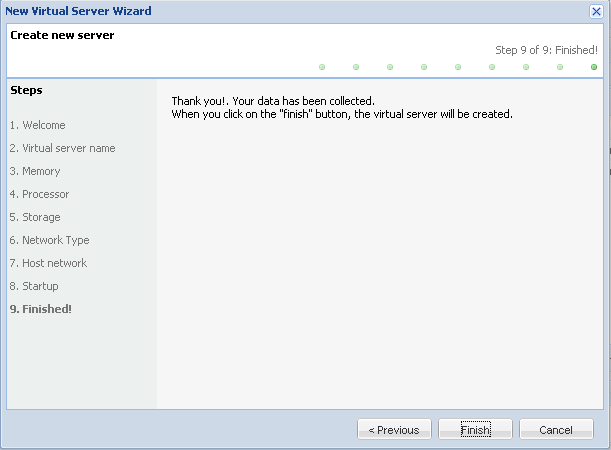 New Virtual Server Wizard
Create new server
Step 9 of 9: Finished!
Steps
Thank you!. Your data has been collected.
When you click on the "finish" button, the virtual server will be created.
1. Welcome
2. Virtual server name
3. Memory
4. Processor
5. Storage
6. Network Type
7. Host network
8. Startup
9. Finished!
< Previous
Finish
Cancel